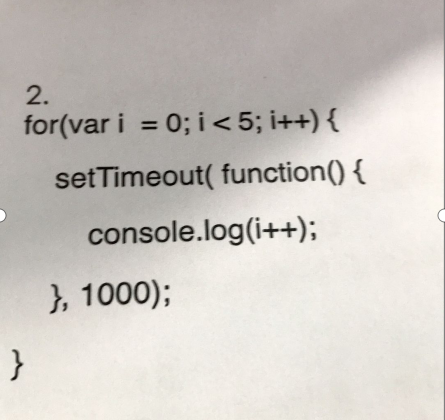 2.
for(var i = 0; i < 5; i++) {
setTimeout( function() {
console.log(i++);
}, 1000);
}